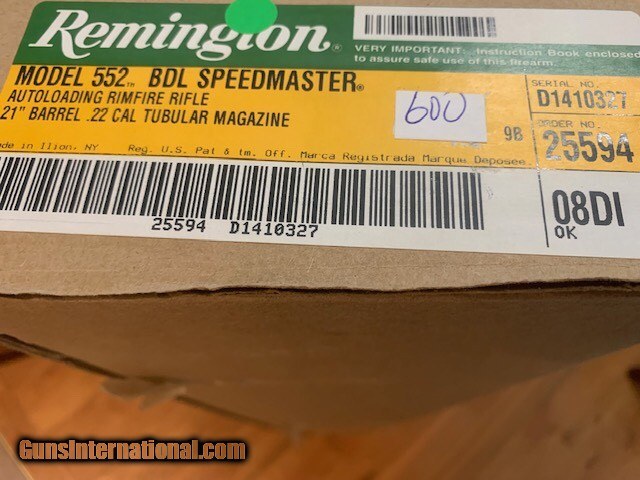 Remington®
VERY IMPORTANT... Instruction Book enclosed
to assure safe use of this firearm.
MODEL 552™ BDL SPEEDMASTER®
AUTOLOADING RIMFIRE RIFLE
21" BARREL .22 CAL TUBULAR MAGAZINE
600
9B
SERIAL NO.
D1410327
ORDER NO.
25594
ade in Ilion, NY Reg. U.S. Pat & tm. Off. Marca Registrada Marque Deposee
25594 D1410327
08DI
OK
GunsInternational.com